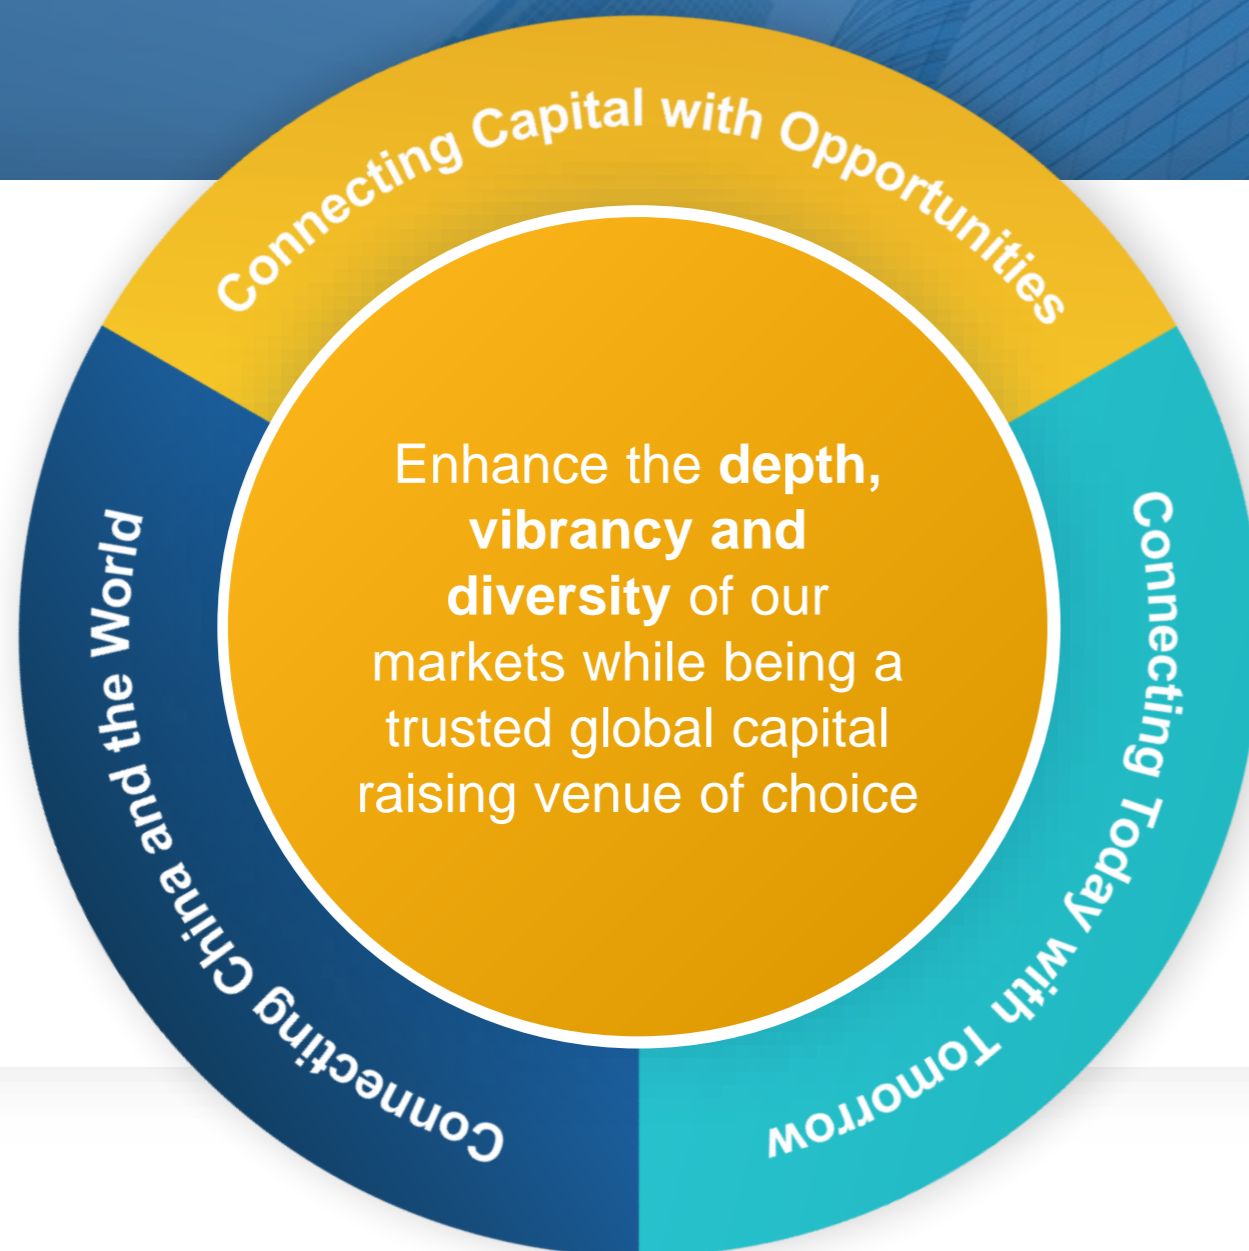 Connecting Capital with Opportunities
Enhance the depth,
vibrancy and
diversity of our
markets while being a
trusted global capital
raising venue of choice
Connecting China and the World
Connecting Today with Tomorrow